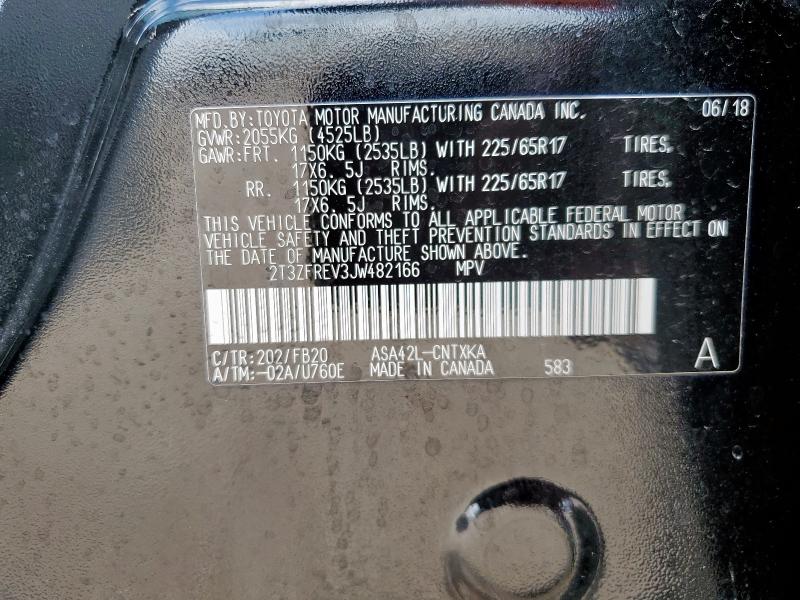 MFD.BY:TOYOTA MOTOR MANUFACTURING CANADA INC. 06/18
GVWR:2055KG (4525LB)
GAWR:FRT. 1150KG (2535LB) WITH 225/65R17 TIRES,
17X6.5J RIMS.
RR. 1150KG (2535LB) WITH 225/65R17 TIRES,
17X6.5J RIMS.
THIS VEHICLE CONFORMS TO ALL APPLICABLE FEDERAL MOTOR
VEHICLE SAFETY AND THEFT PREVENTION STANDARDS IN EFFECT ON
THE DATE OF MANUFACTURE SHOWN ABOVE.
2T3ZFREV3JW482166 MPV
C/TR:202/FB20 ASA42L-CNTXKA
A/TM:-02A/U760E MADE IN CANADA 583 A